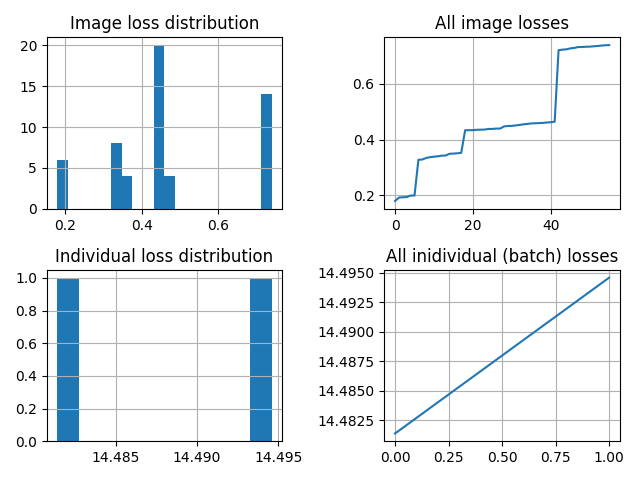 Image loss distribution
20
15
10
5
0
0.2 0.4 0.6
All image losses
0.6
0.4
0.2
0 20 40
Individual loss distribution
1.0
0.8
0.6
0.4
0.2
0.0
14.485 14.490 14.495
All inidividual (batch) losses
14.4950
14.4925
14.4900
14.4875
14.4850
14.4825
0.00 0.25 0.50 0.75 1.00